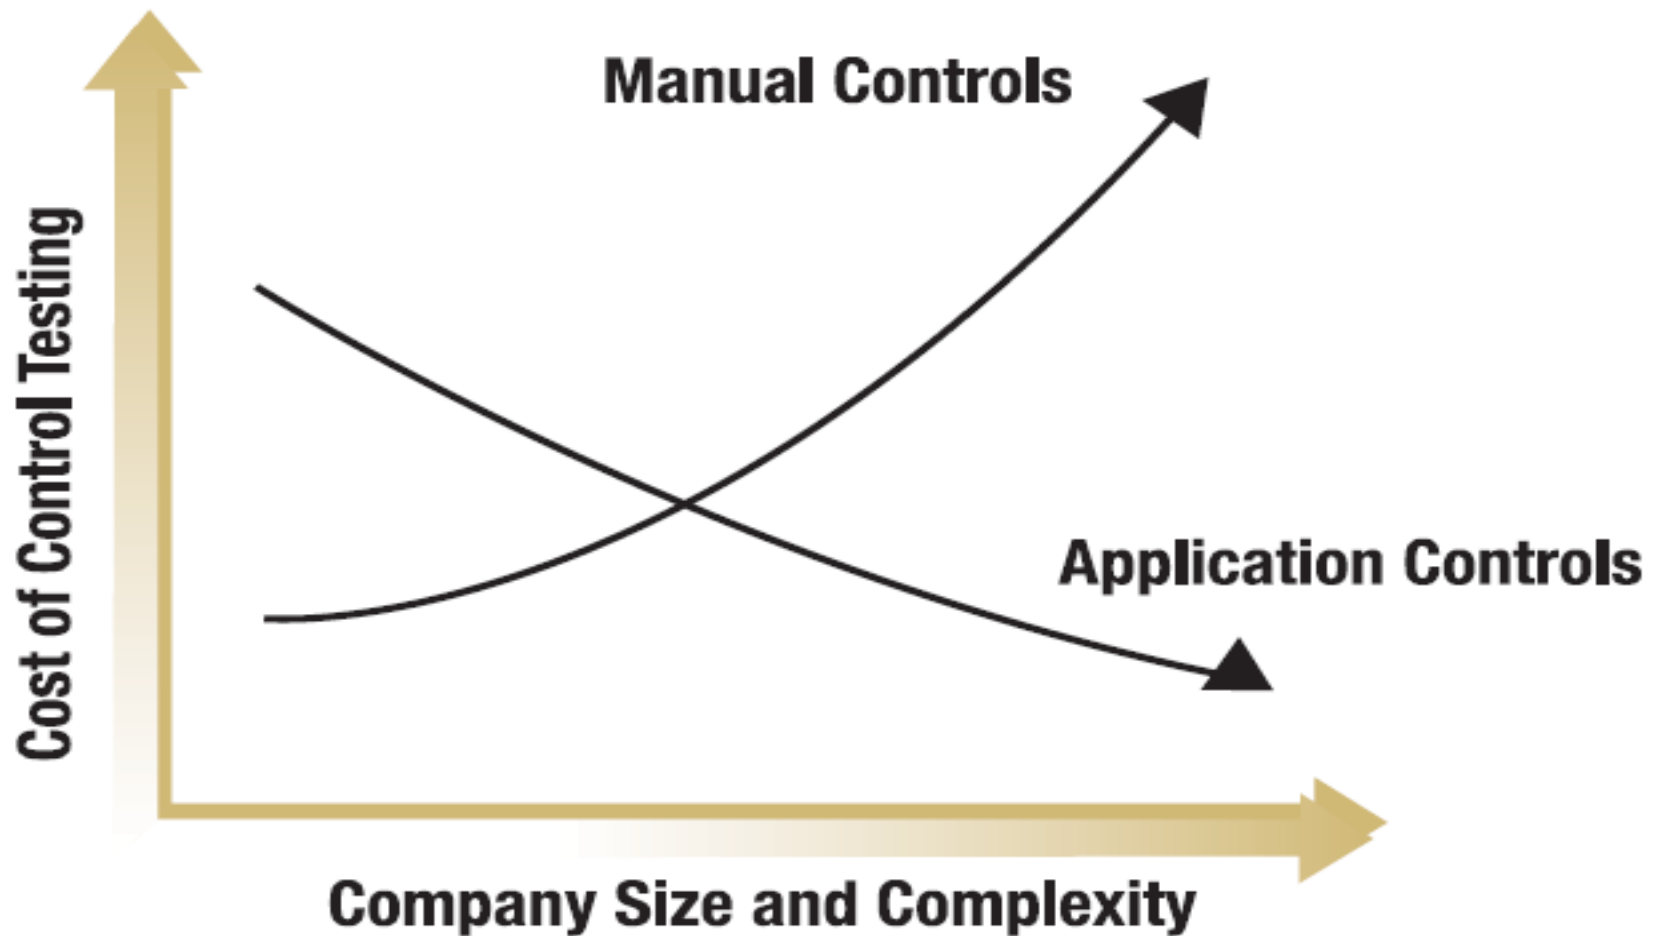 Manual Controls
Cost of Control Testing
Application Controls
Company Size and Complexity